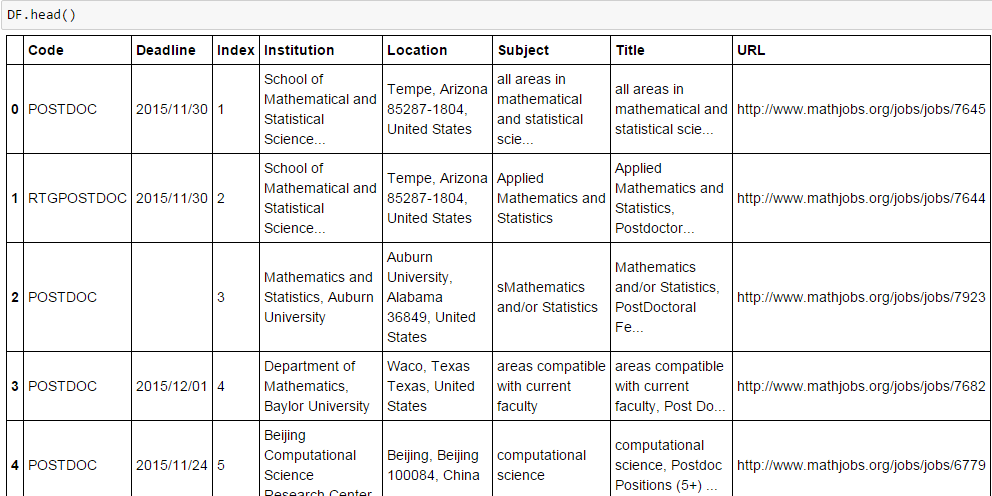 DF.head()
Code Deadline Index Institution Location Subject Title URL
0 POSTDOC 2015/11/30 1 School of Mathematical and Statistical Science... Tempe, Arizona 85287-1804, United States all areas in mathematical and statistical scie... all areas in mathematical and statistical scie... http://www.mathjobs.org/jobs/jobs/7645
1 RTGPOSTDOC 2015/11/30 2 School of Mathematical and Statistical Science... Tempe, Arizona 85287-1804, United States Applied Mathematics and Statistics Applied Mathematics and Statistics, Postdoctor... http://www.mathjobs.org/jobs/jobs/7644
2 POSTDOC 3 Mathematics and Statistics, Auburn University Auburn University, Alabama 36849, United States sMathematics and/or Statistics Mathematics and/or Statistics, PostDoctoral Fe... http://www.mathjobs.org/jobs/jobs/7923
3 POSTDOC 2015/12/01 4 Department of Mathematics, Baylor University Waco, Texas Texas, United States areas compatible with current faculty areas compatible with current faculty, Post Do... http://www.mathjobs.org/jobs/jobs/7682
4 POSTDOC 2015/11/24 5 Beijing Computational Science Research Center Beijing, Beijing 100084, China computational science computational science, Postdoc Positions (5+) ... http://www.mathjobs.org/jobs/jobs/6779